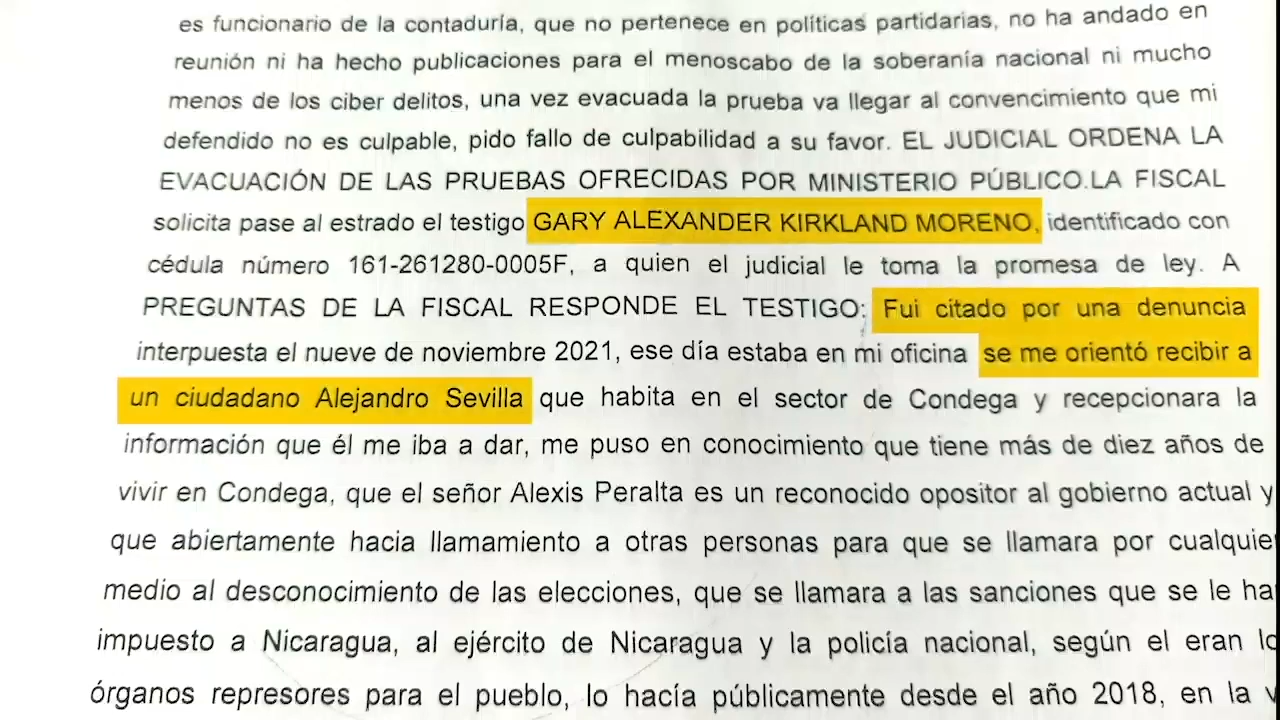 es funcionario de la contaduría, que no pertenece en políticas partidarias, no ha andado en
reunión ni ha hecho publicaciones para el menoscabo de la soberanía nacional ni mucho
menos de los ciber delitos, una vez evacuada la prueba va llegar al convencimiento que mi
defendido no es culpable, pido fallo de culpabilidad a su favor. EL JUDICIAL ORDENA LA
EVACUACIÓN DE LAS PRUEBAS OFRECIDAS POR MINISTERIO PÚBLICO.LA FISCAL
solicita pase al estrado el testigo GARY ALEXANDER KIRKLAND MORENO, identificado con
cédula número 161-261280-0005F, a quien el judicial le toma la promesa de ley. A
PREGUNTAS DE LA FISCAL RESPONDE EL TESTIGO: Fui citado por una denuncia
interpuesta el nueve de noviembre 2021, ese día estaba en mi oficina se me orientó recibir a
un ciudadano Alejandro Sevilla que habita en el sector de Condega y recepcionara la
información que él me iba a dar, me puso en conocimiento que tiene más de diez años de
vivir en Condega, que el señor Alexis Peralta es un reconocido opositor al gobierno actual y
que abiertamente hacia llamamiento a otras personas para que se llamara por cualquie
medio al desconocimiento de las elecciones, que se llamara a las sanciones que se le ha
impuesto a Nicaragua, al ejército de Nicaragua y la policía nacional, según el eran lo
órganos represores para el pueblo, lo hacía públicamente desde el año 2018, en la v